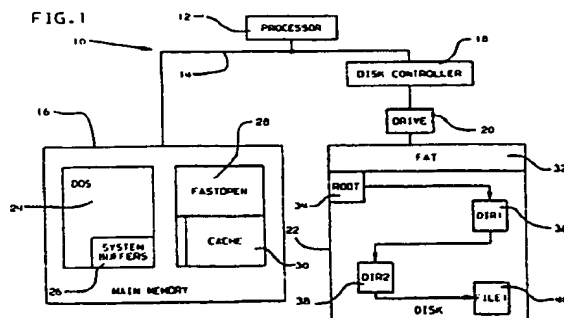 FIG.1
12
PROCESSOR
10
14
18
DISK CONTROLLER
16
28
DRIVE
20
FAT
32
DOS
FASTOPEN
ROOT
34
24
DIR1
36
22
CACHE
SYSTEM
BUFFERS
30
26
DIR2
FILE1
38
MAIN MEMORY
DISK
40